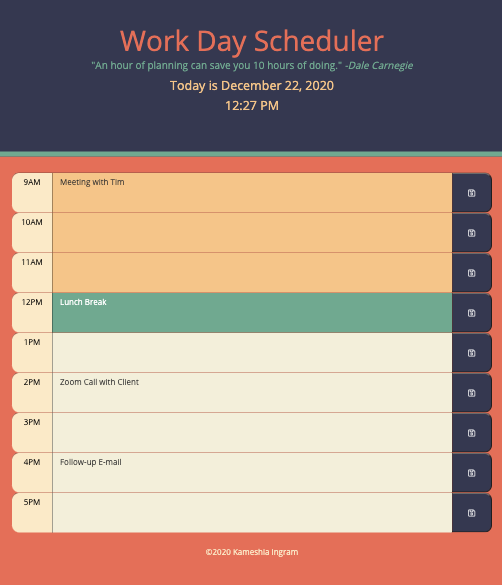 Work Day Scheduler
"An hour of planning can save you 10 hours of doing." -Dale Carnegie
Today is December 22, 2020
12:27 PM
9AM Meeting with Tim
10AM
11AM
12PM Lunch Break
1PM
2PM Zoom Call with Client
3PM
4PM Follow-up E-mail
5PM
©2020 Kameshia Ingram